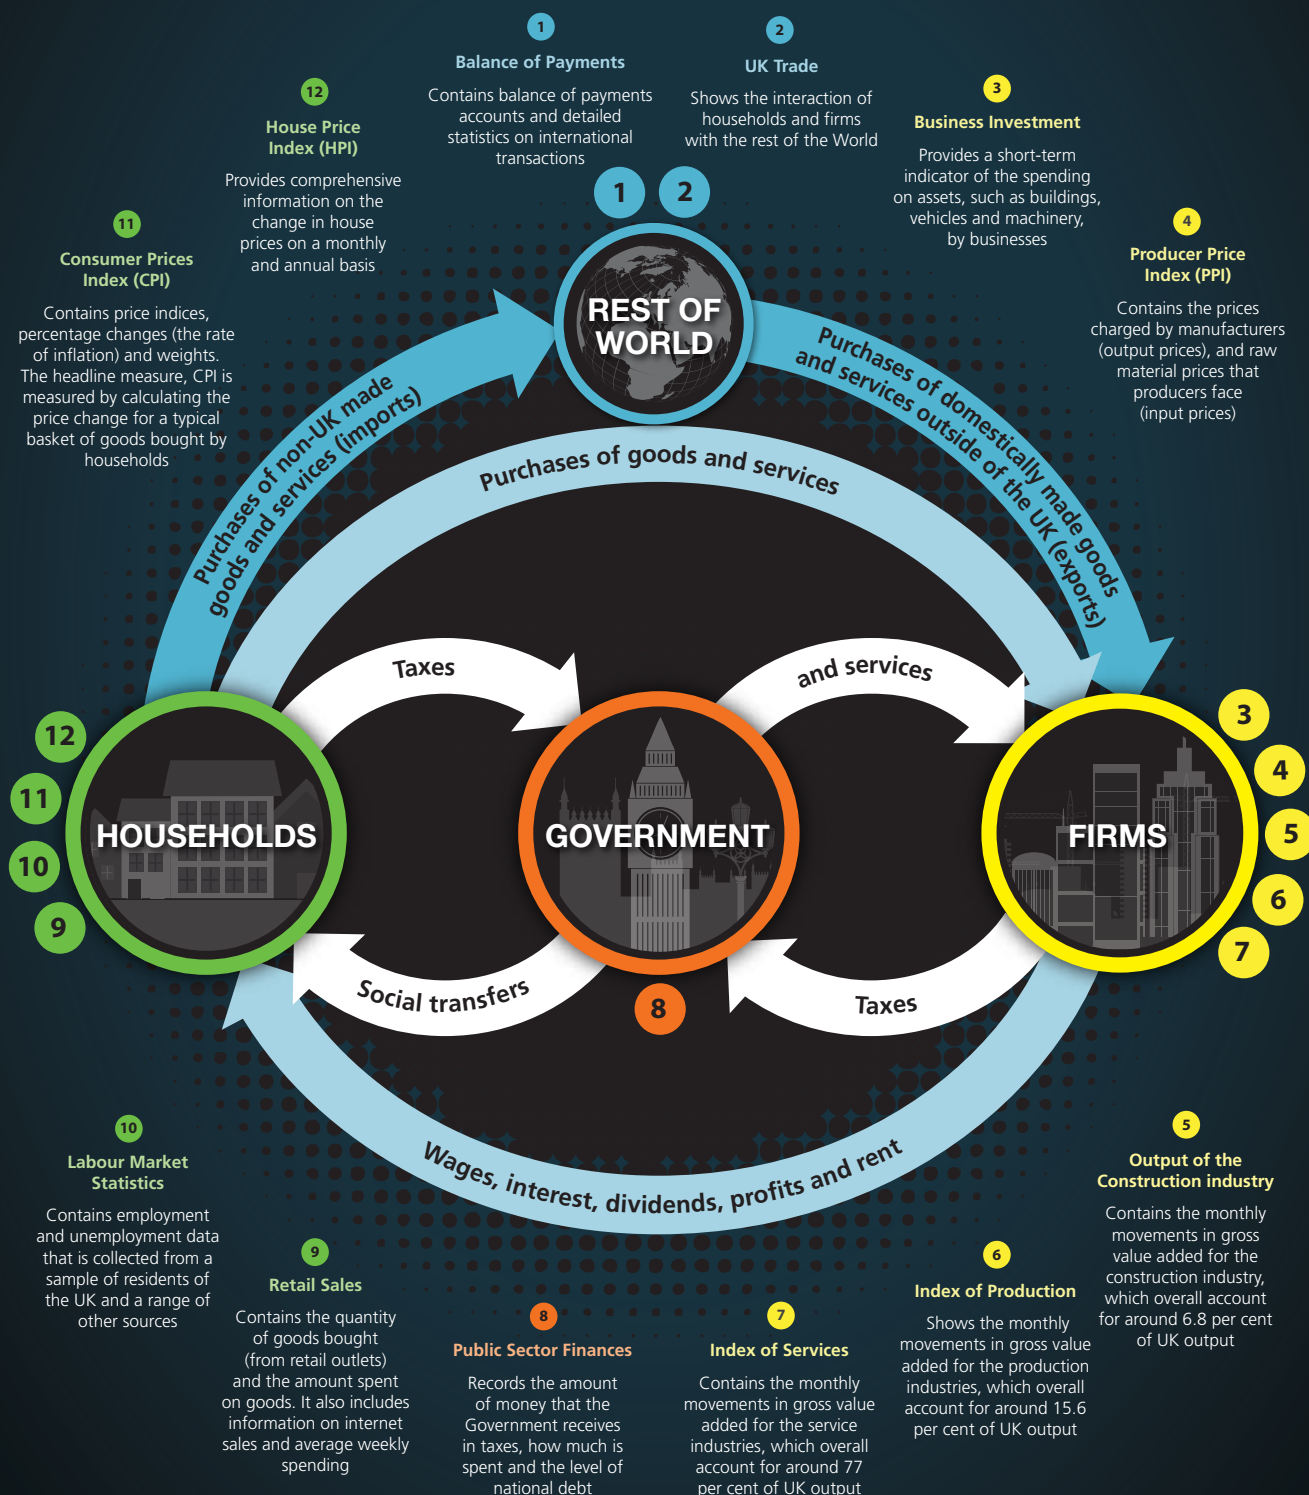 1
Balance of Payments
Contains balance of payments
accounts and detailed
statistics on international
transactions
2
UK Trade
Shows the interaction of
households and firms
with the rest of the World
3
Business Investment
Provides a short-term
indicator of the spending
on assets, such as buildings,
vehicles and machinery,
by businesses
4
Producer Price
Index (PPI)
Contains the prices
charged by manufacturers
(output prices), and raw
material prices that
producers face
(input prices)
12
House Price
Index (HPI)
Provides comprehensive
information on the
change in house
prices on a monthly
and annual basis
11
Consumer Prices
Index (CPI)
Contains price indices,
percentage changes (the rate
of inflation) and weights.
The headline measure, CPI is
measured by calculating the
price change for a typical
basket of goods bought by
households
1
2
REST OF
WORLD
Purchases of non-UK made
goods and services (imports)
Purchases of domestically made goods
and services outside of the UK (exports)
Purchases of goods and services
Taxes
and services
12
11
10
9
HOUSEHOLDS
GOVERNMENT
FIRMS
3
4
5
6
7
Social transfers
8
Taxes
Wages, interest, dividends, profits and rent
10
Labour Market
Statistics
Contains employment
and unemployment data
that is collected from a
sample of residents of
the UK and a range of
other sources
9
Retail Sales
Contains the quantity
of goods bought
(from retail outlets)
and the amount spent
on goods. It also includes
information on internet
sales and average weekly
spending
8
Public Sector Finances
Records the amount
of money that the
Government receives
in taxes, how much is
spent and the level of
national debt
7
Index of Services
Contains the monthly
movements in gross value
added for the service
industries, which overall
account for around 77
per cent of UK output
6
Index of Production
Shows the monthly
movements in gross value
added for the production
industries, which overall
account for around 15.6
per cent of UK output
5
Output of the
Construction industry
Contains the monthly
movements in gross
value added for the
construction industry,
which overall account
for around 6.8 per cent
of UK output